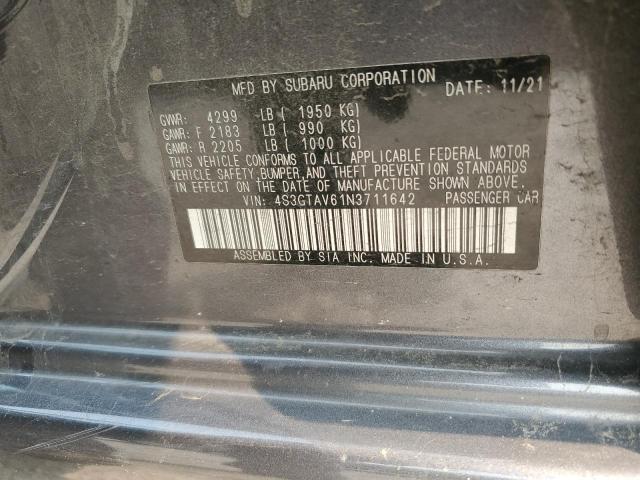 MFD BY SUBARU CORPORATION DATE: 11/21
GVWR: 4299 LB ( 1950 KG)
GAWR: F 2183 LB ( 990 KG)
GAWR: R 2205 LB ( 1000 KG)
THIS VEHICLE CONFORMS TO ALL APPLICABLE FEDERAL MOTOR
VEHICLE SAFETY,BUMPER, AND THEFT PREVENTION STANDARDS
IN EFFECT ON THE DATE OF MANUFACTURE SHOWN ABOVE.
VIN: 4S3GTAV61N3711642 PASSENGER CAR
ASSEMBLED BY SIA INC. MADE IN U.S.A.